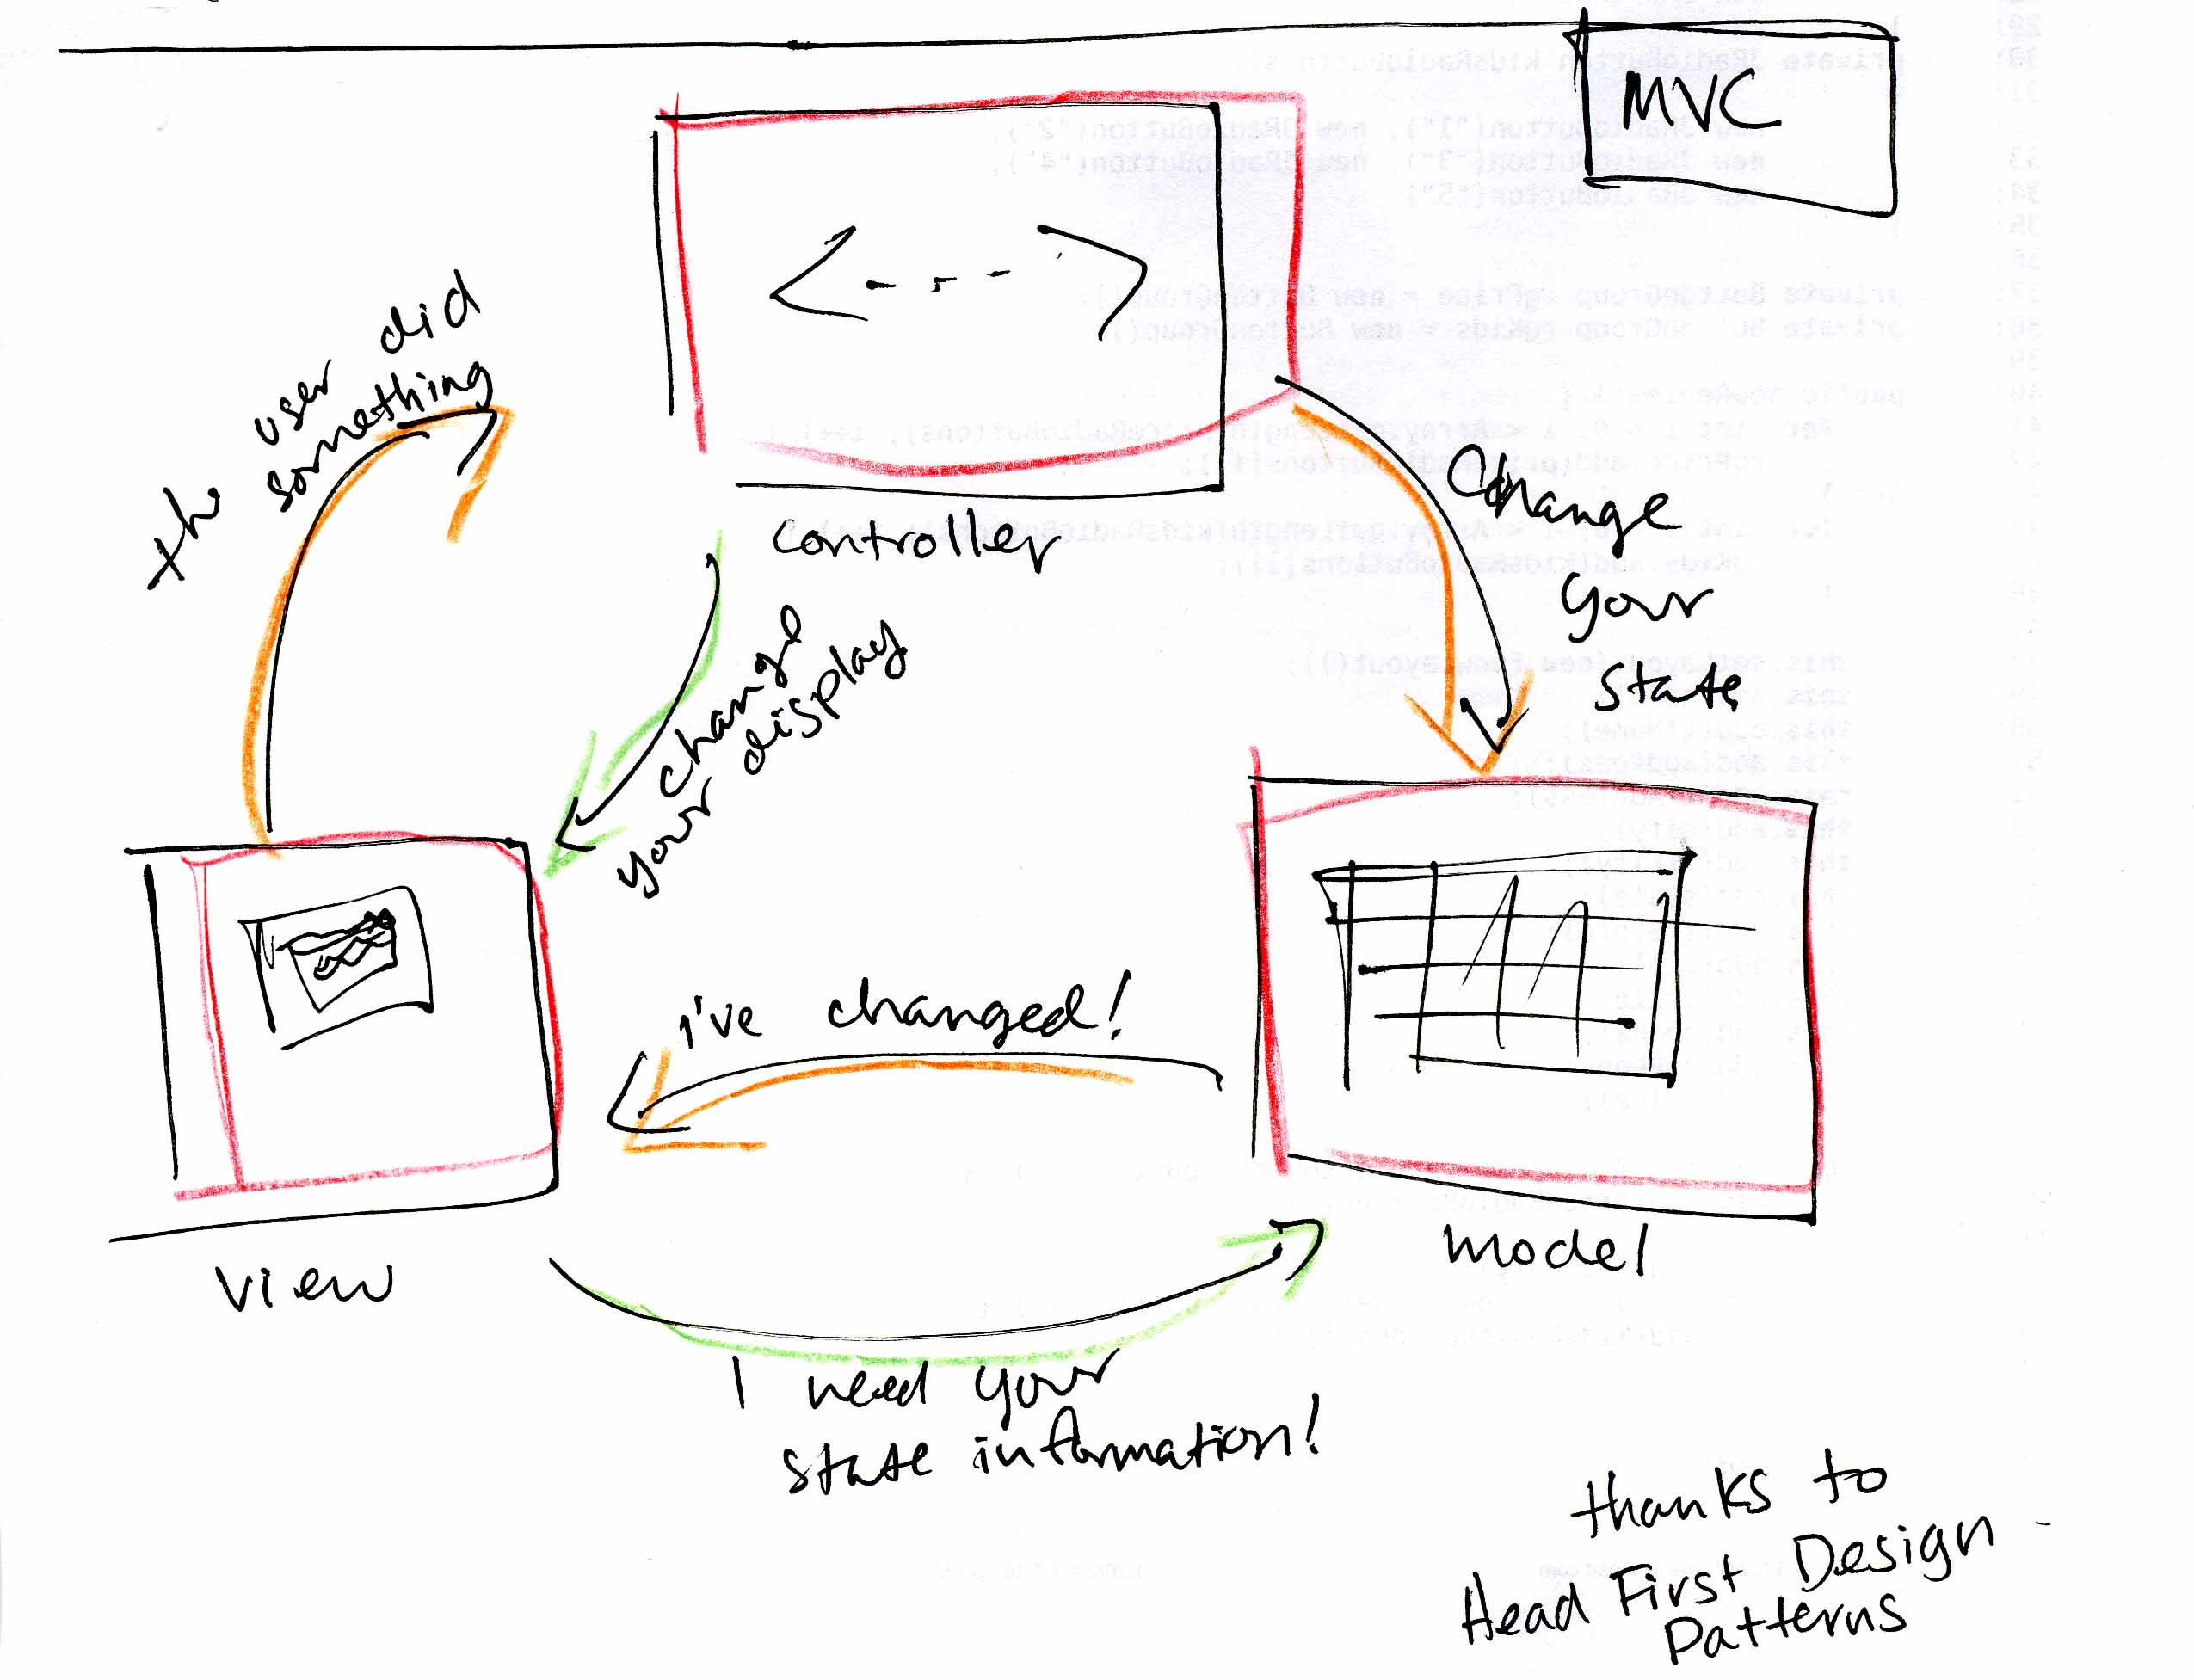 MVC
the user did
something
controller
Change
your
state
change
your display
i've changed!
view
model
I need your
state information!
thanks to
Head First Design
Patterns